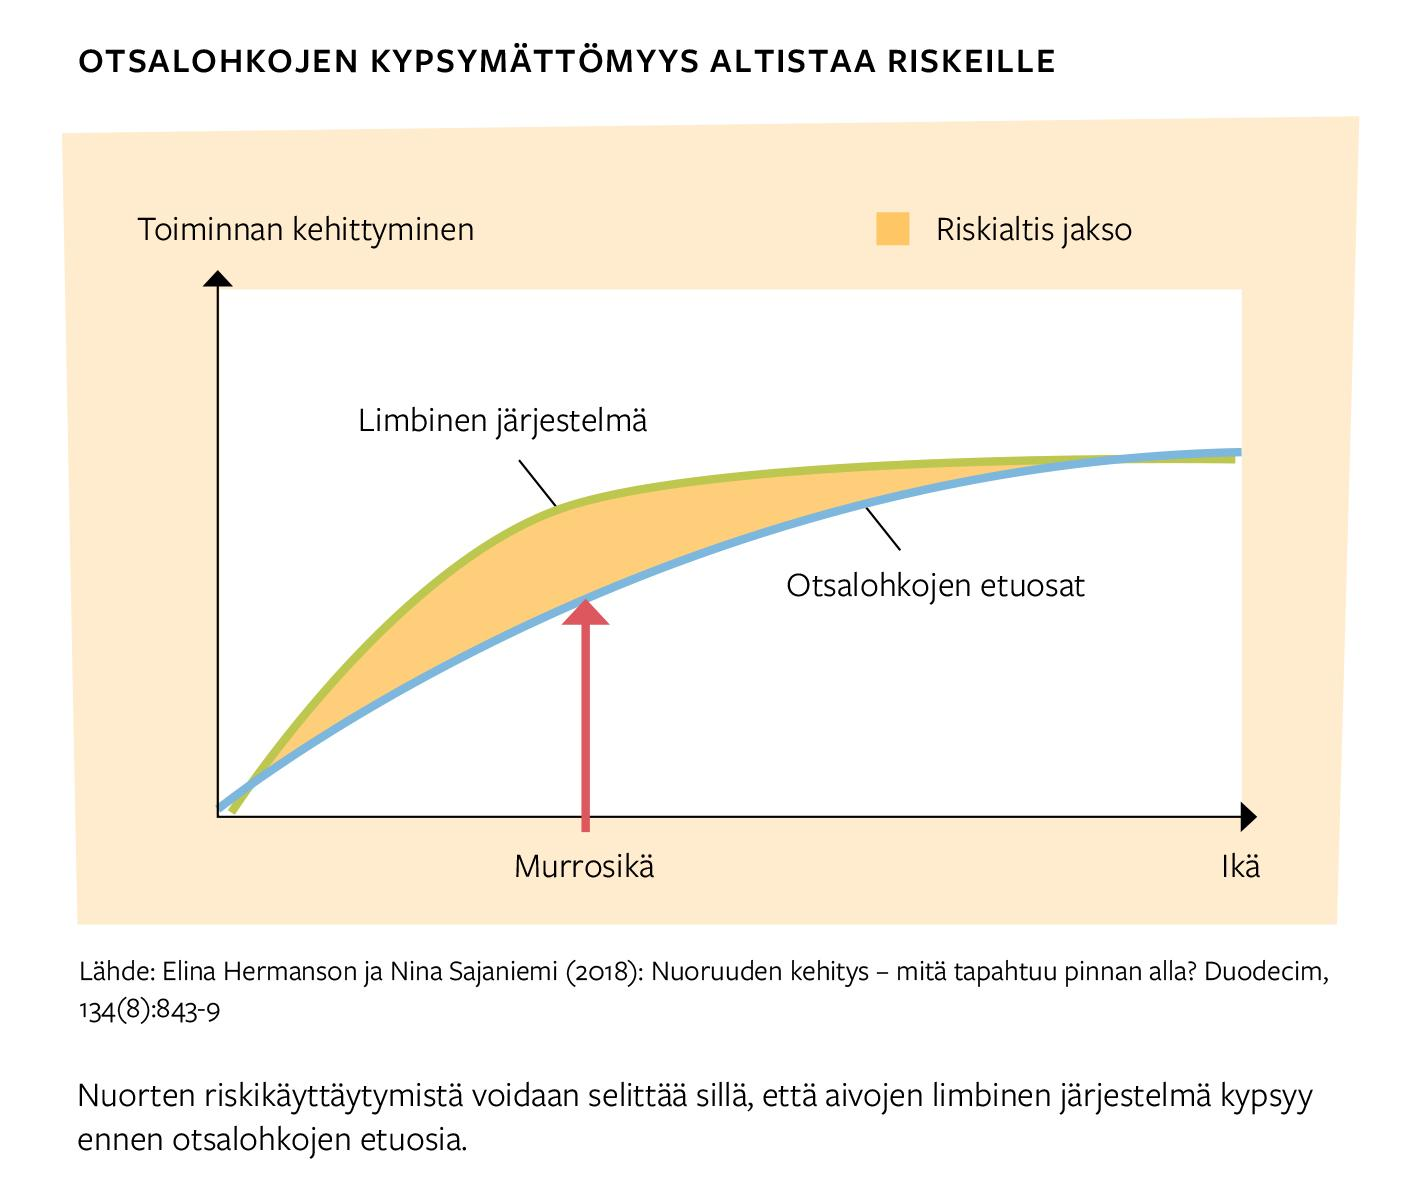 OTSALOHKOJEN KYPSYMÄTTÖMYYS ALTISTAA RISKEILLE
Toiminnan kehittyminen
Riskialtis jakso
Limbinen järjestelmä
Otsalohkojen etuosat
Murrosikä
Ikä
Lähde: Elina Hermanson ja Nina Sajaniemi (2018): Nuoruuden kehitys – mitä tapahtuu pinnan alla? Duodecim,
134(8):843-9
Nuorten riskikäyttäytymistä voidaan selittää sillä, että aivojen limbinen järjestelmä kypsyy
ennen otsalohkojen etuosia.